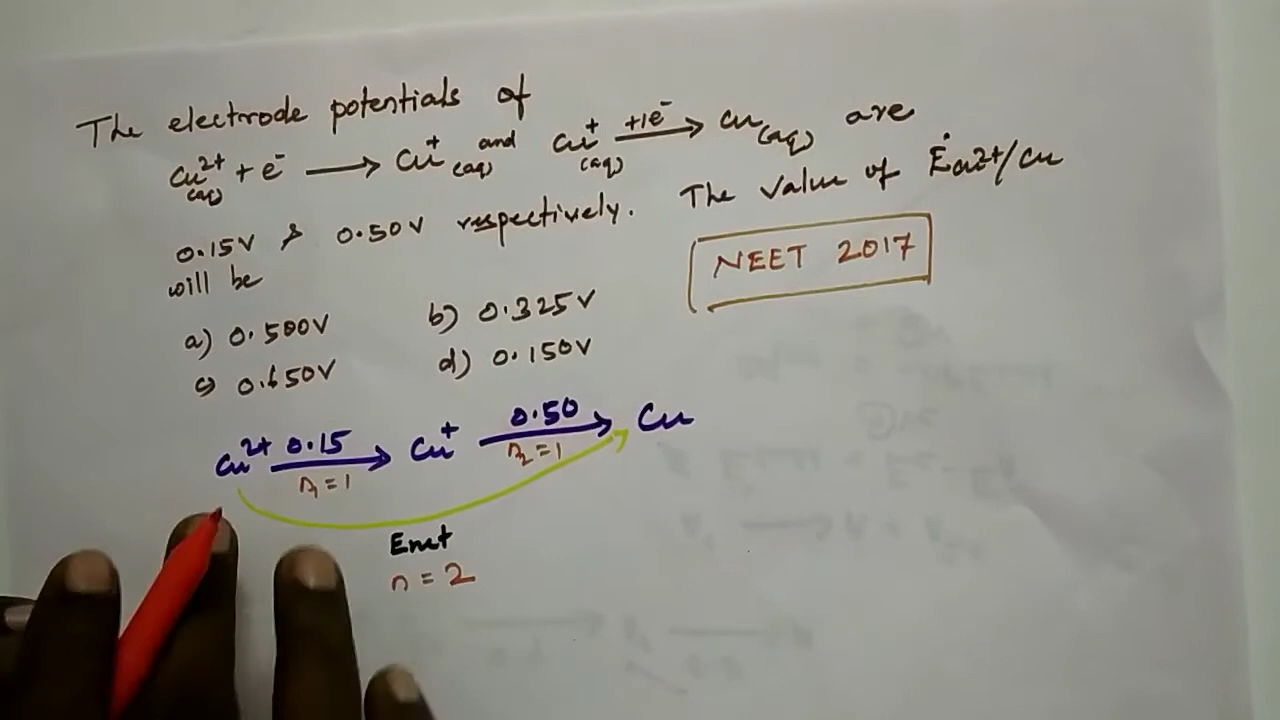 The electrode potentials of
Cu²⁺(aq) + e⁻ ⟶ Cu⁺(aq) and Cu⁺(aq) +1e⁻⟶ Cu(aq) are
0.15V & 0.50V respectively. The value of E°Cu²⁺/Cu
will be
NEET 2017
a) 0.500V b) 0.325V
c) 0.650V d) 0.150V
Cu²⁺ 0.15⟶ Cu⁺ 0.50⟶ Cu
n₁ = 1 n₂ = 1
Enet
n = 2